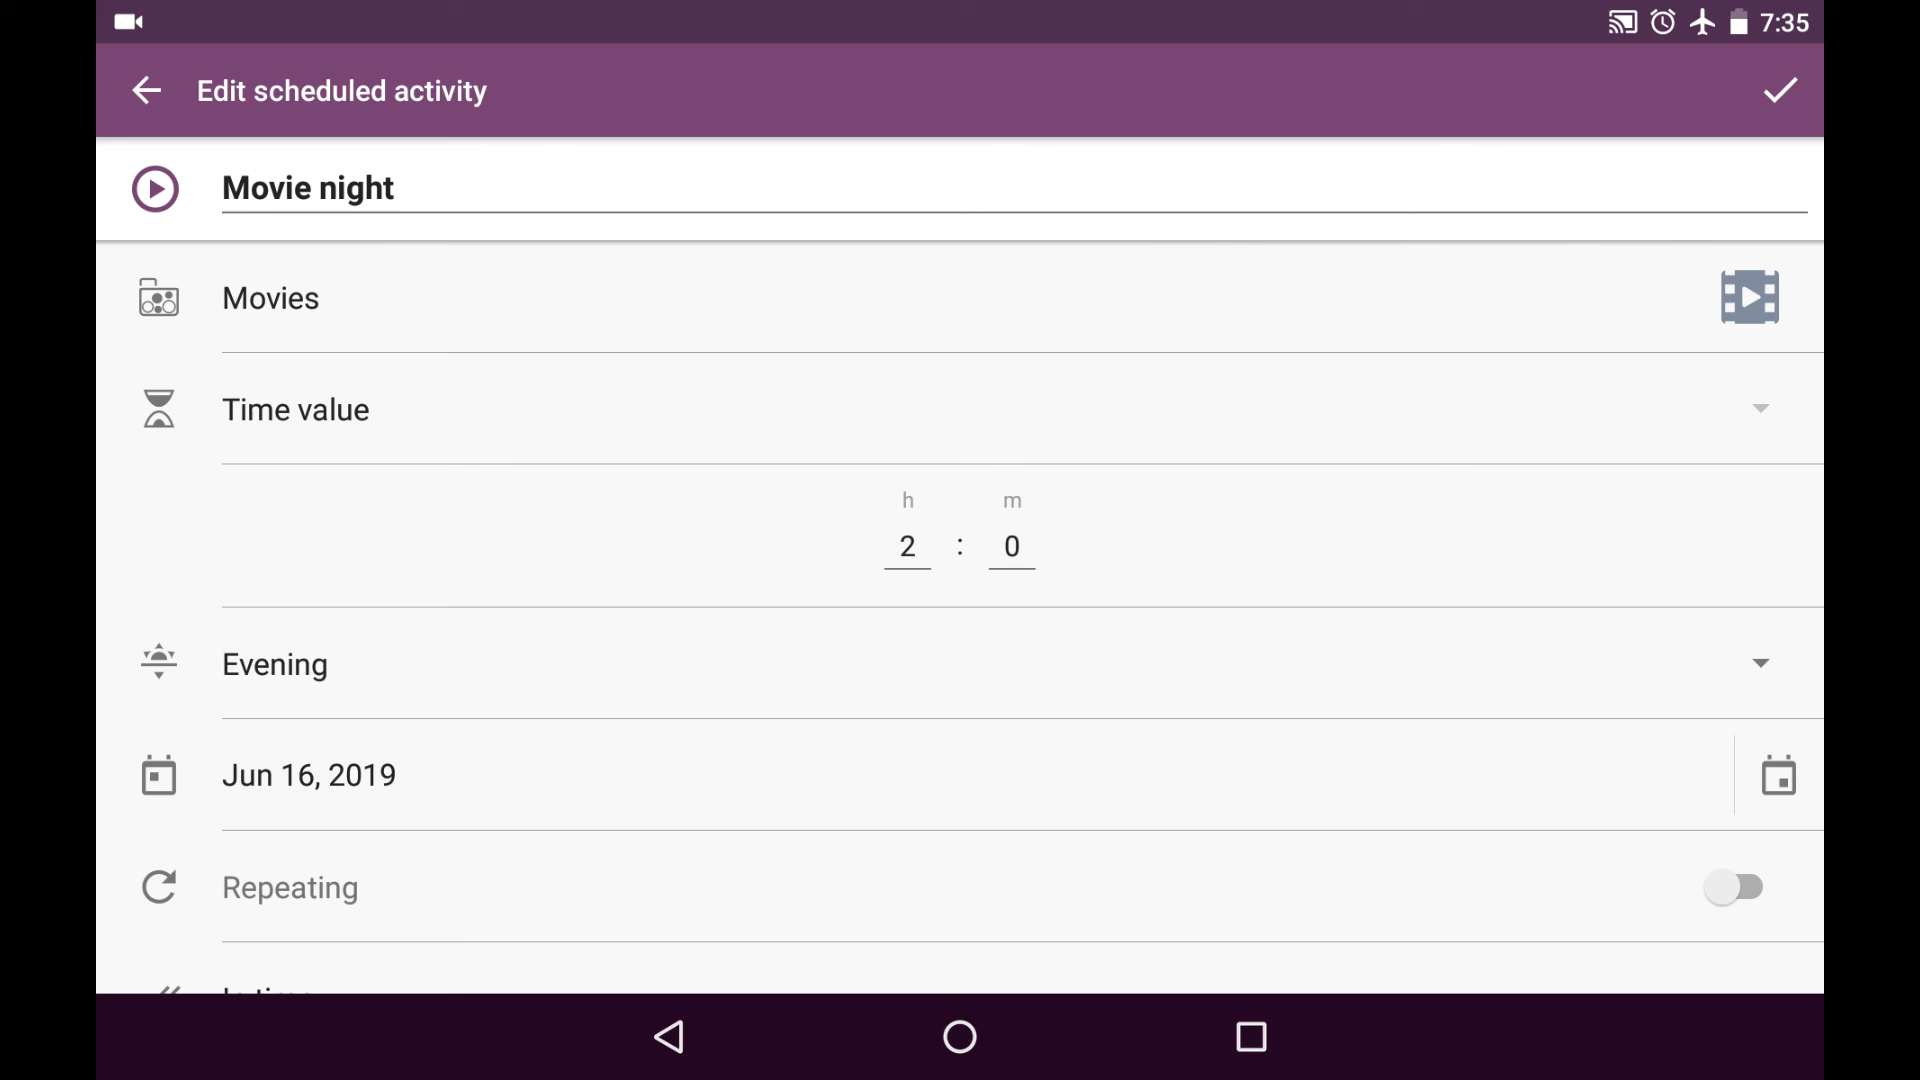 7:35
Edit scheduled activity
Movie night
Movies
Time value
h m
2 : 0
Evening
Jun 16, 2019
Repeating